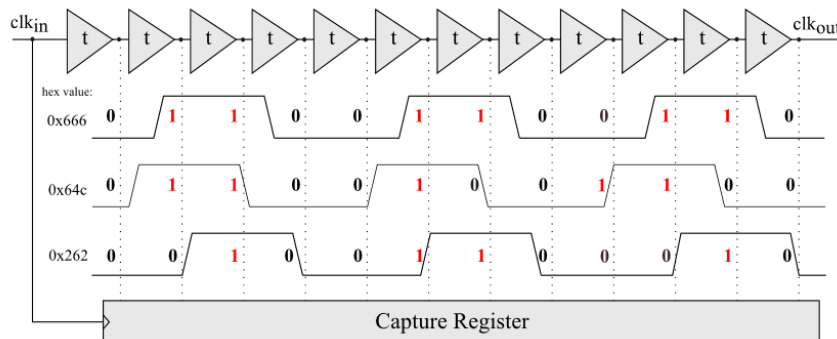 clkin t t t t t t t t t t t t clkout
hex value:
0 1 1 0 0 1 1 0 0 1 1 0
0x666
0x64c 0 1 1 0 0 1 0 0 1 1 0 0
0x262 0 0 1 0 0 1 1 0 0 0 1 0
Capture Register